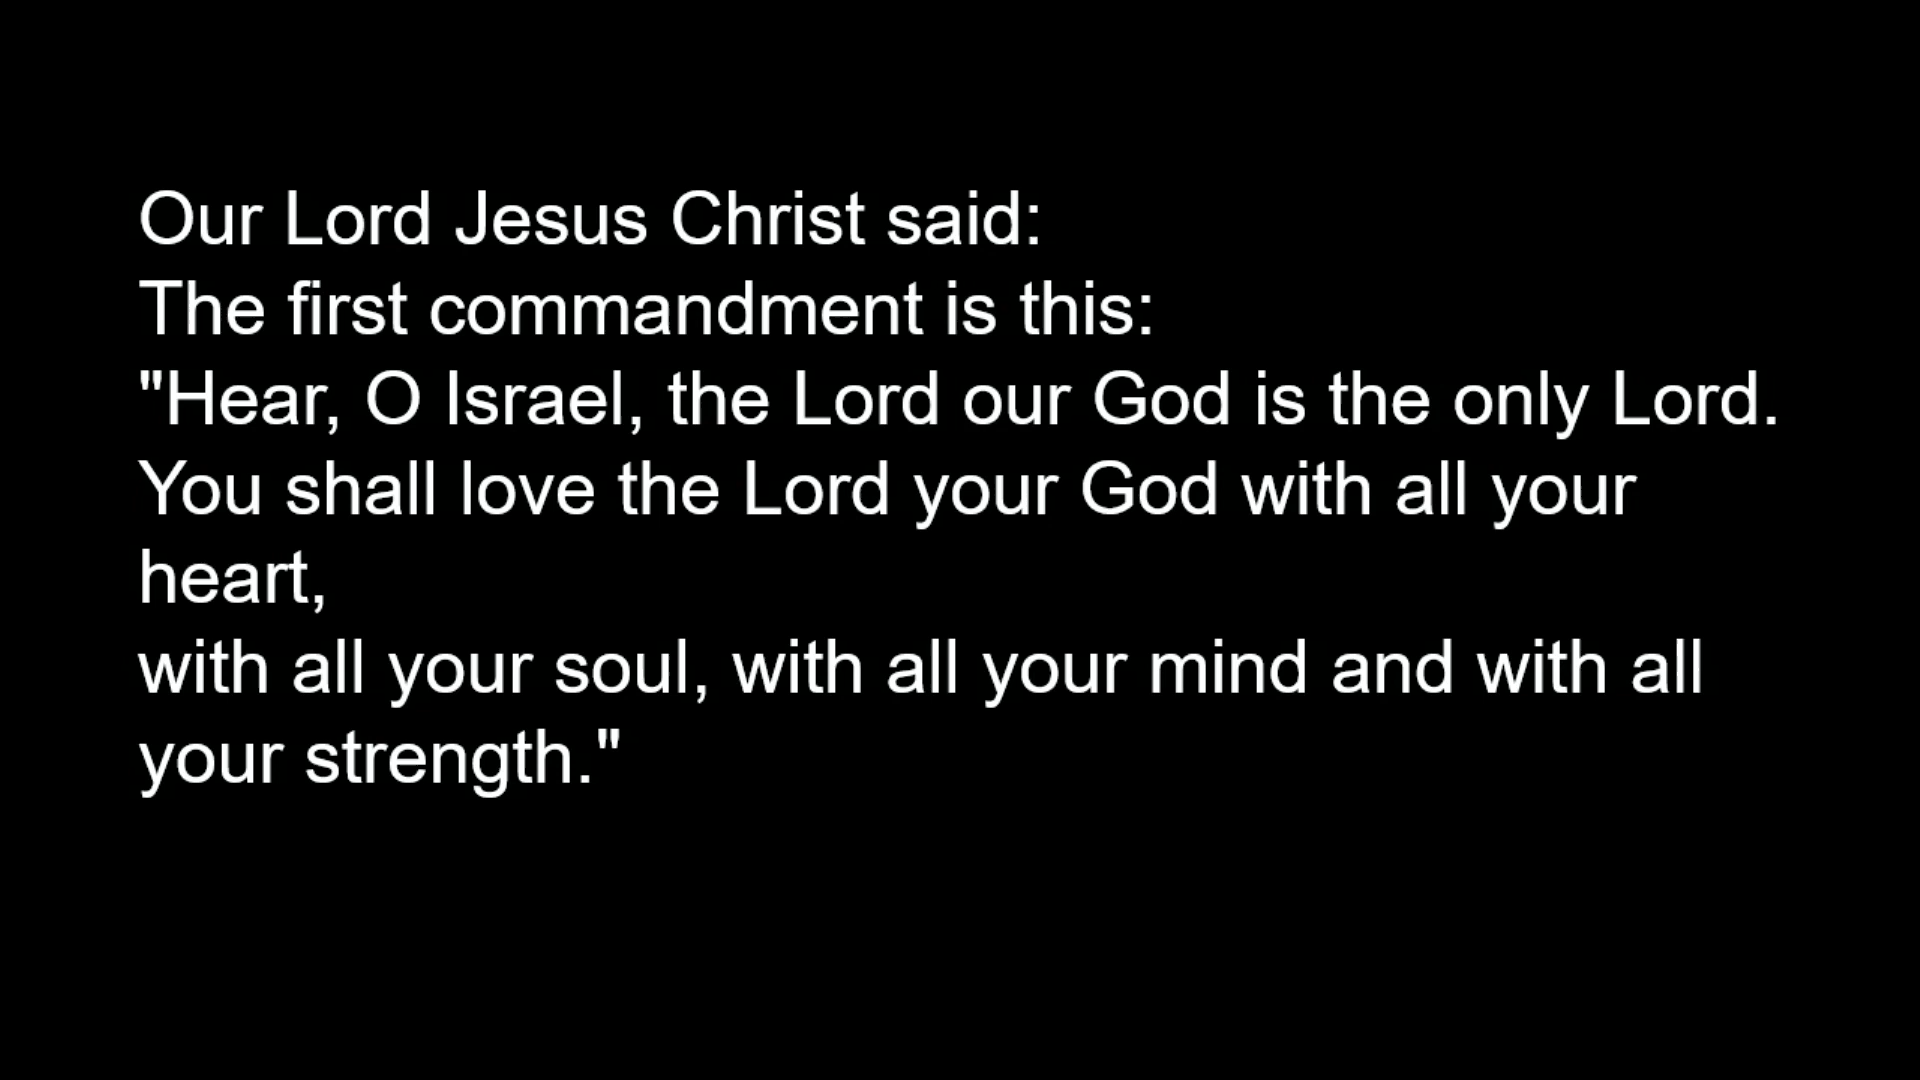 Our Lord Jesus Christ said:
The first commandment is this:
"Hear, O Israel, the Lord our God is the only Lord.
You shall love the Lord your God with all your
heart,
with all your soul, with all your mind and with all
your strength."